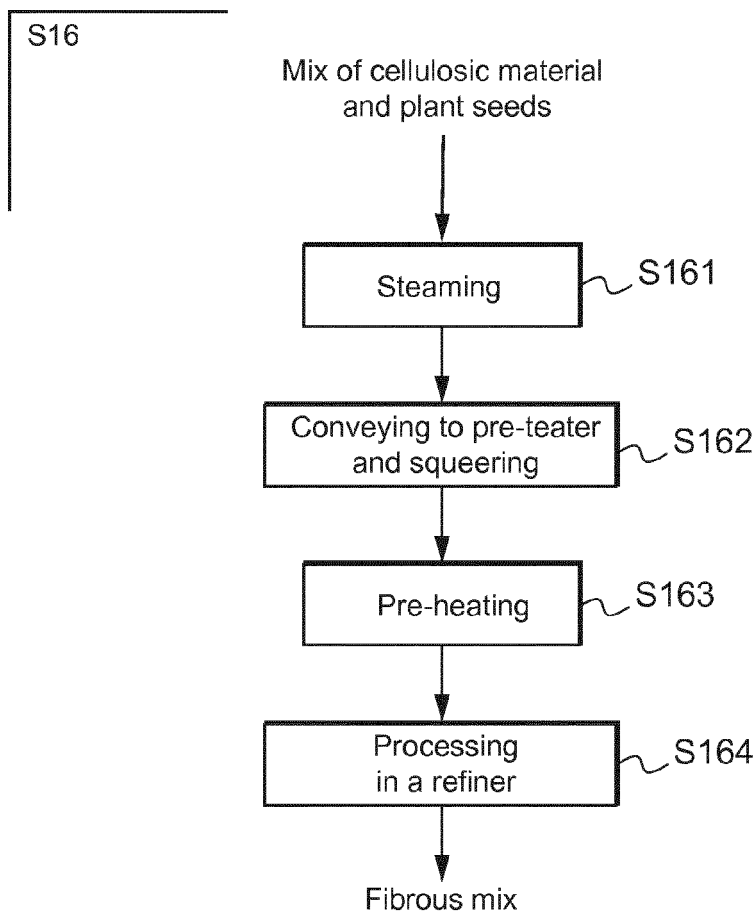 S16
Mix of cellulosic material
and plant seeds
Steaming
S161
Conveying to pre-teater
and squeering
S162
Pre-heating
S163
Processing
in a refiner
S164
Fibrous mix